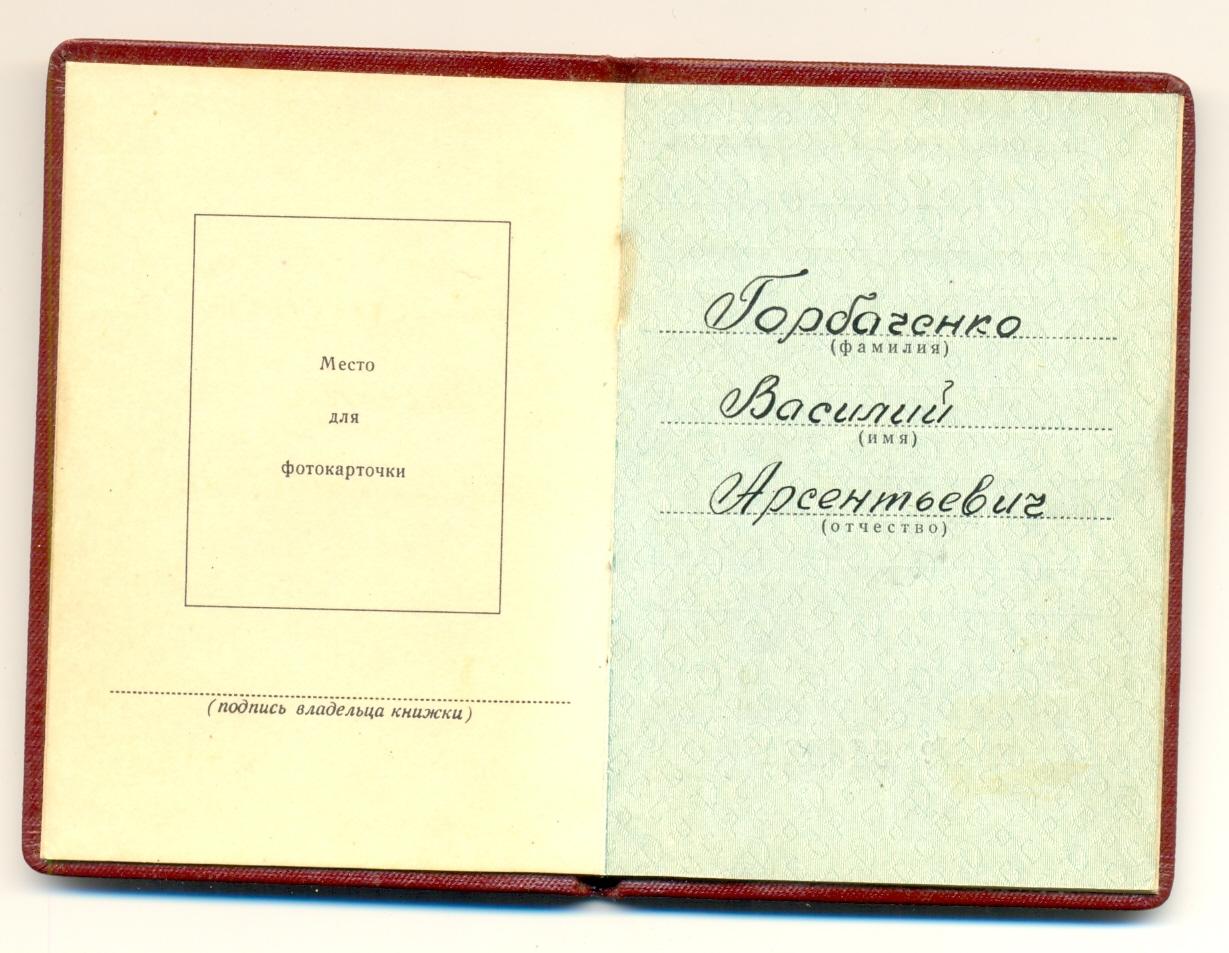 Место
для
фотокарточки
(подпись владельца книжки)
Горбаченко
(фамилия)
Василий
(имя)
Арсентьевич
(отчество)